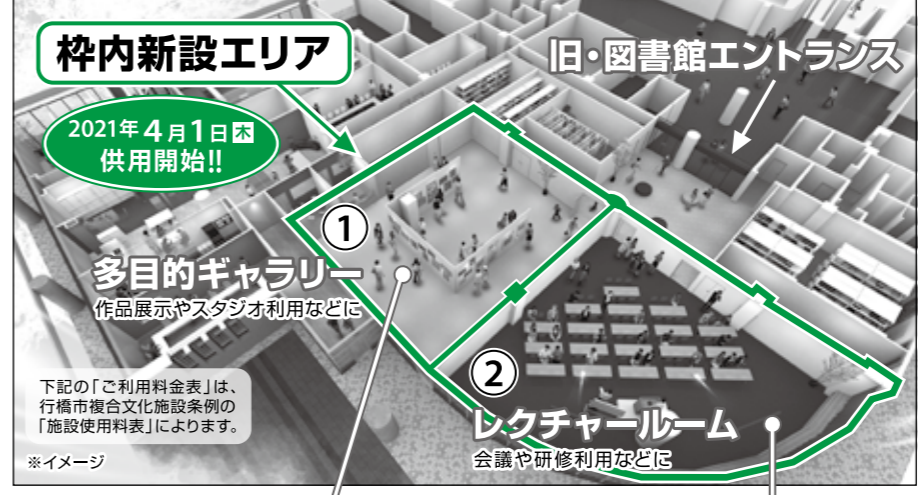 枠内新設エリア
旧・図書館エントランス
2021年4月1日木
供用開始!!
①
多目的ギャラリー
作品展示やスタジオ利用などに
②
レクチャールーム
会議や研修利用などに
下記の「ご利用料金表」は、
行橋市複合文化施設条例の
「施設使用料表」によります。
※イメージ